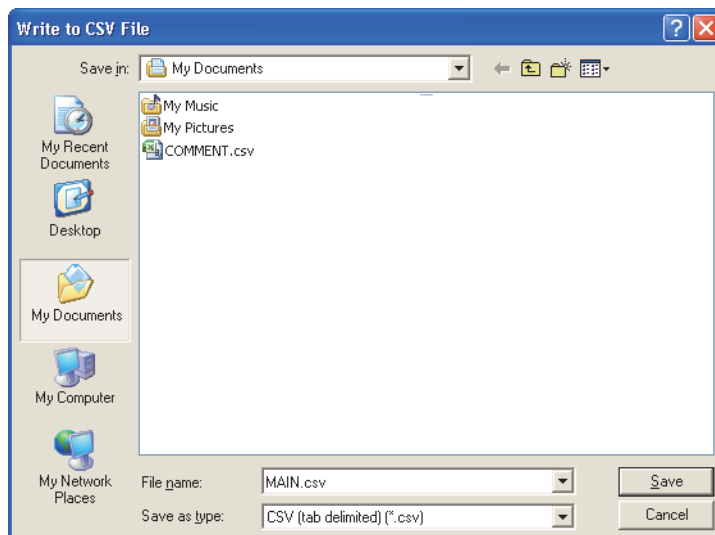 Write to CSV File
Save in: My Documents
My Recent
Documents
Desktop
My Documents
My Computer
My Network
Places
My Music
My Pictures
COMMENT.csv
File name: MAIN.csv Save
Save as type: CSV (tab delimited) (*.csv) Cancel